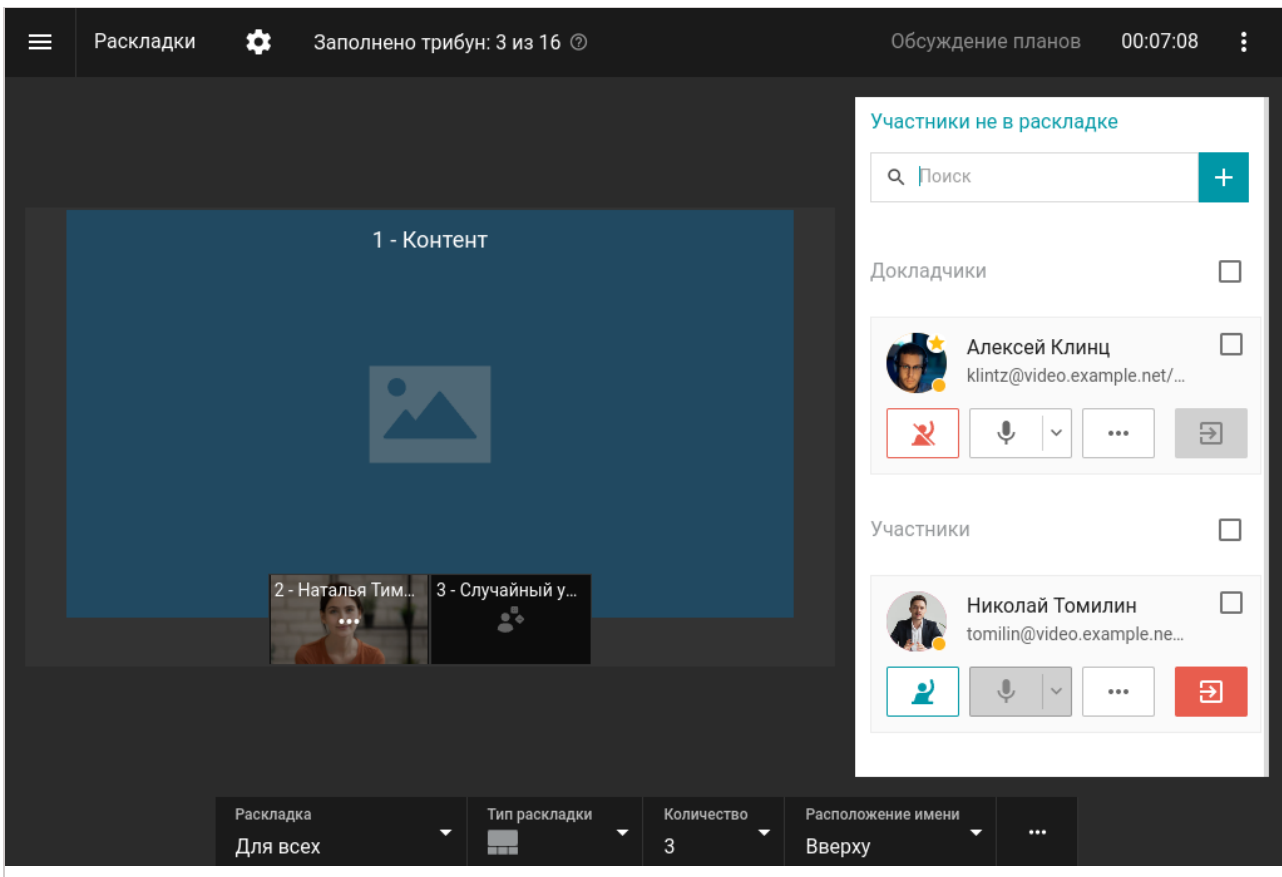 Раскладки
Заполнено трибун: 3 из 16 ?
Обсуждение планов
00:07:08
1 - Контент
2 - Наталья Тим...
3 - Случайный у...
Участники не в раскладке
Поиск
Докладчики
Алексей Клинц
klintz@video.example.net/...
Участники
Николай Томилин
tomilin@video.example.ne...
Раскладка
Для всех
Тип раскладки
Количество
3
Расположение имени
Вверху